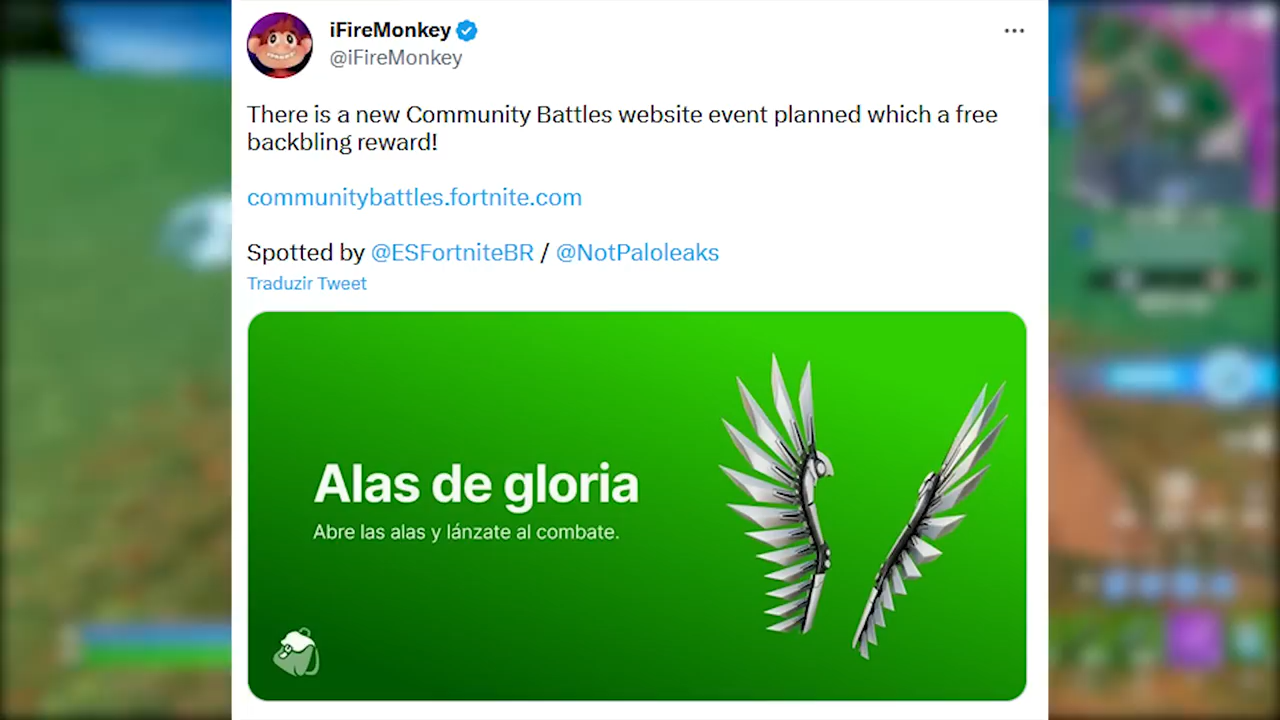 iFireMonkey
@iFireMonkey
There is a new Community Battles website event planned which a free
backbling reward!
communitybattles.fortnite.com
Spotted by @ESFortniteBR / @NotPaloleaks
Traduzir Tweet
Alas de gloria
Abre las alas y lánzate al combate.